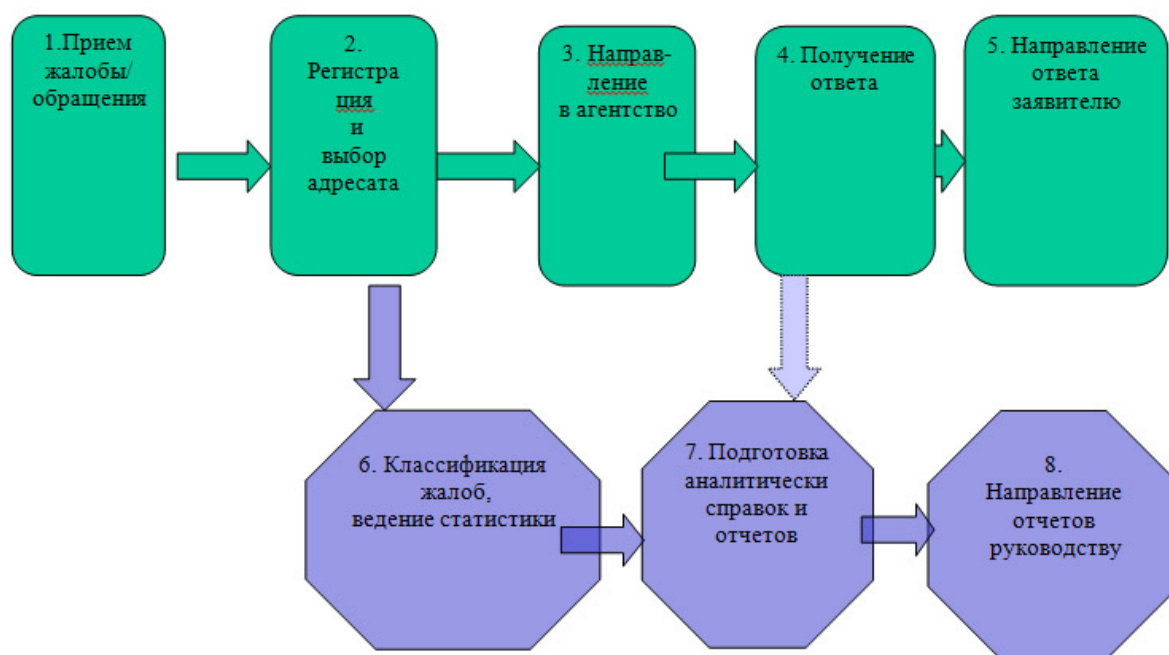 1.Прием
жалобы/
обращения
2.
Регистра
ция
и
выбор
адресата
3. Направ-
ление
в агентство
4. Получение
ответа
5. Направление
ответа
заявителю
6. Классификация
жалоб,
ведение статистики
7. Подготовка
аналитически
справок и
отчетов
8.
Направление
отчетов
руководству